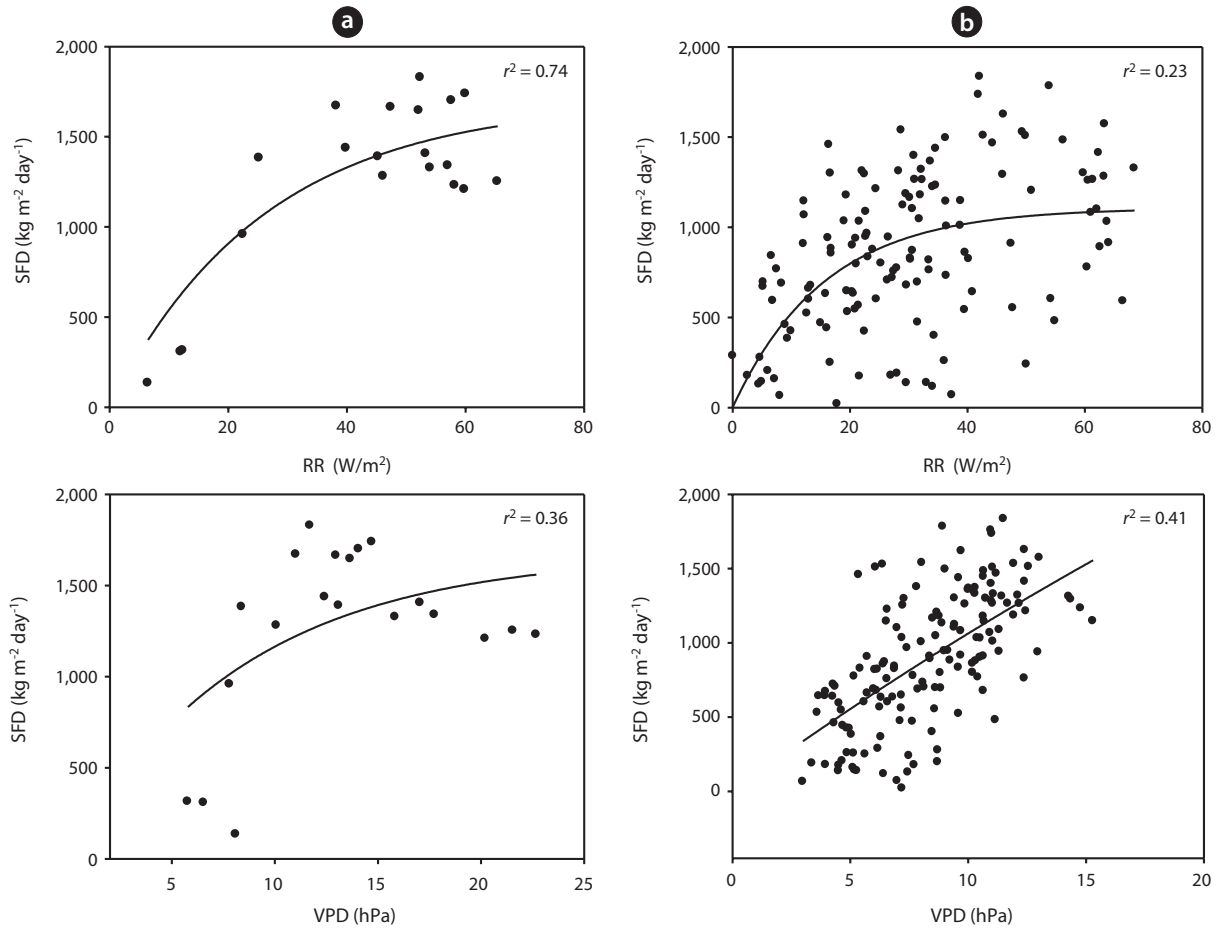 a
2,000
1,500
1,000
500
0
SFD (kg m-2 day-1)
r2 = 0.74
0 20 40 60 80
RR (W/m2)
b
2,000
1,500
1,000
500
0
SFD (kg m-2 day-1)
r2 = 0.23
0 20 40 60 80
RR (W/m2)
2,000
1,500
1,000
500
0
SFD (kg m-2 day-1)
r2 = 0.36
5 10 15 20 25
VPD (hPa)
2,000
1,500
1,000
500
0
SFD (kg m-2 day-1)
r2 = 0.41
0 5 10 15 20
VPD (hPa)